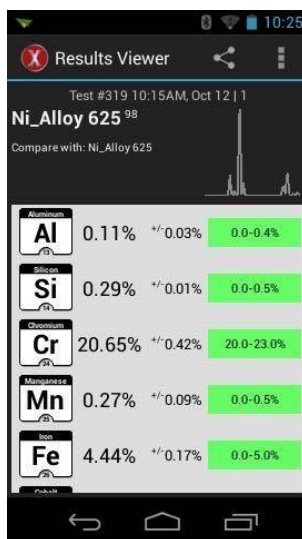 10:25
X Results Viewer
Test #319 10:15AM, Oct 12 | 1
Ni_Alloy 625 98
Compare with: Ni_Alloy 625
Aluminum
Al 0.11% +/-0.03% 0.0-0.4%
13
Silicon
Si 0.29% +/-0.01% 0.0-0.5%
14
Chromium
Cr 20.65% +/-0.42% 20.0-23.0%
24
Manganese
Mn 0.27% +/-0.09% 0.0-0.5%
25
Iron
Fe 4.44% +/-0.17% 0.0-5.0%
26
Cobalt